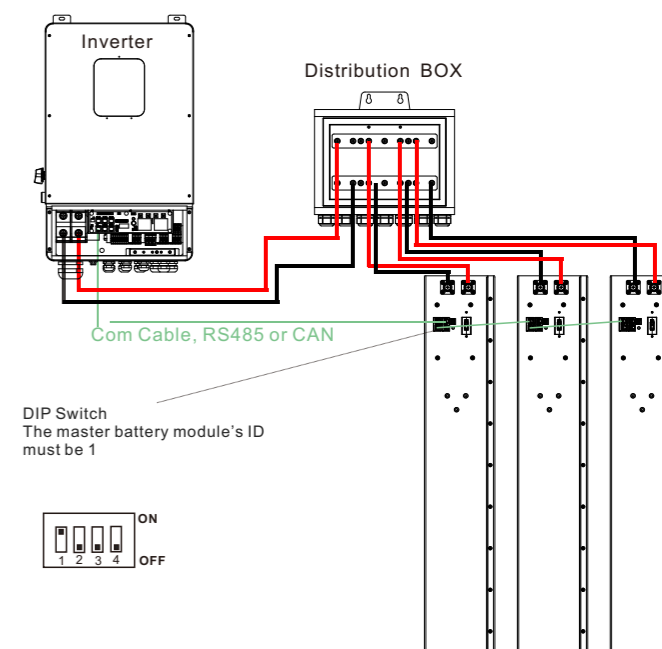 Inverter
Distribution BOX
Com Cable, RS485 or CAN
DIP Switch
The master battery module's ID
must be 1
ON
1 2 3 4
OFF